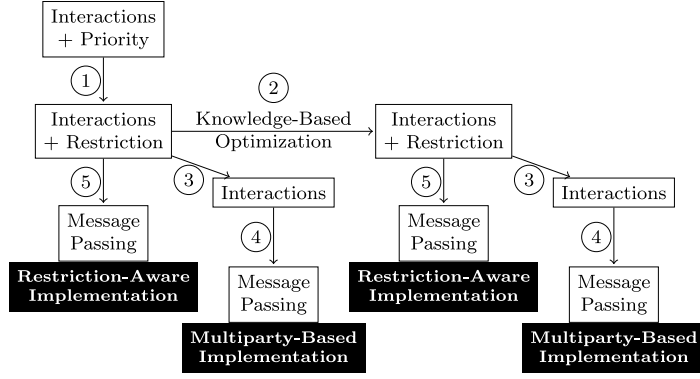 Interactions
+ Priority
1
2
Interactions
+ Restriction
Knowledge-Based
Optimization
Interactions
+ Restriction
5
3
Interactions
5
3
Interactions
Message
Passing
4
Message
Passing
4
Restriction-Aware
Implementation
Message
Passing
Restriction-Aware
Implementation
Message
Passing
Multiparty-Based
Implementation
Multiparty-Based
Implementation